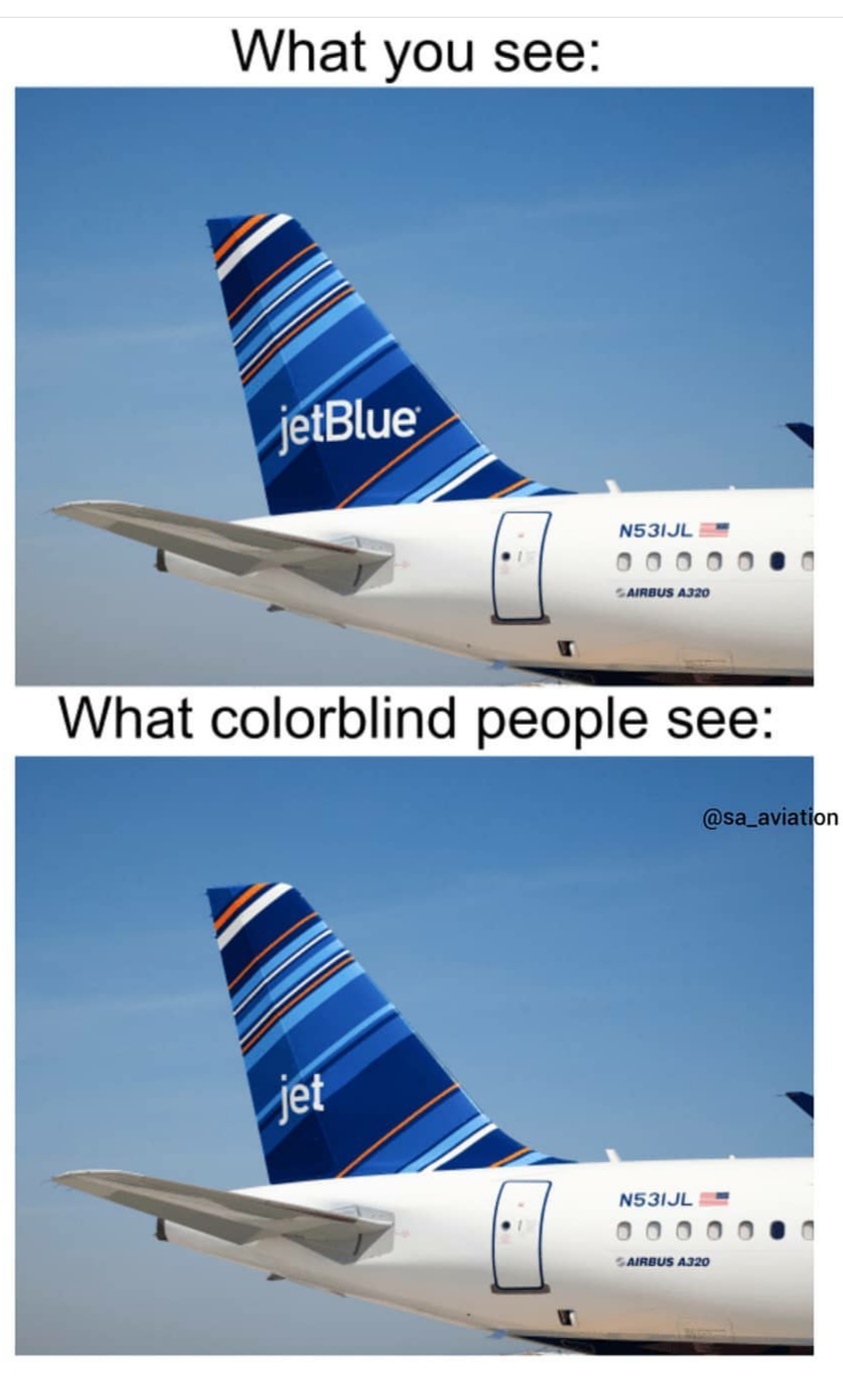 What you see:
jetBlue
N531JL
AIRBUS A320
What colorblind people see:
@sa_aviation
jet
N531JL
AIRBUS A320